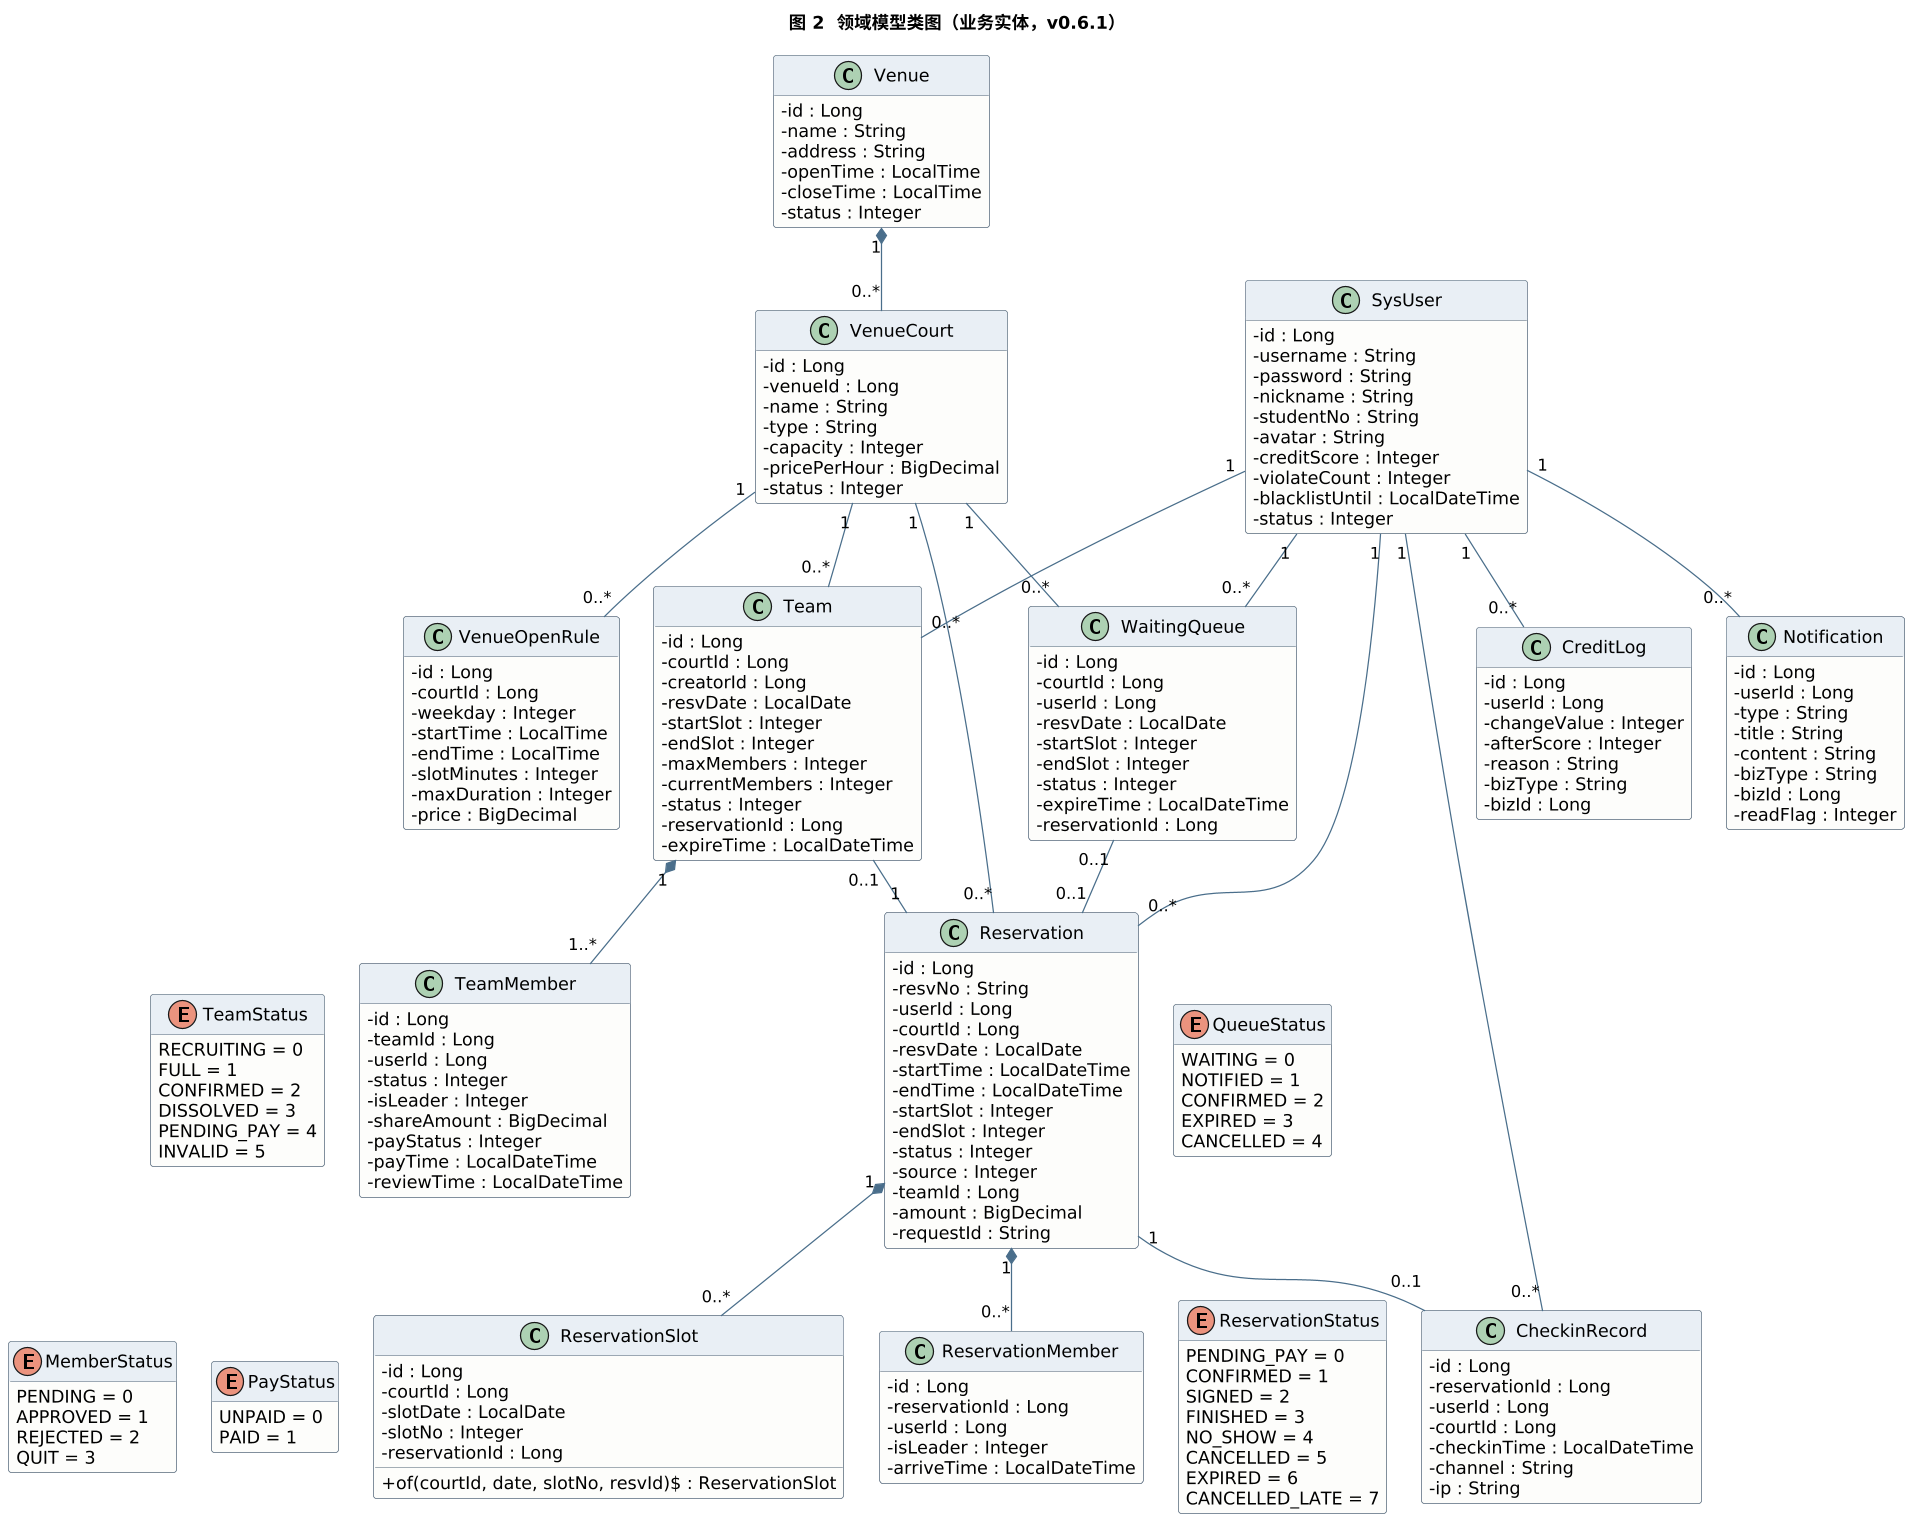 图 2  领域模型类图（业务实体，v0.6.1）
C Venue
-id : Long
-name : String
-address : String
-openTime : LocalTime
-closeTime : LocalTime
-status : Integer
1
0..*
C VenueCourt
-id : Long
-venueId : Long
-name : String
-type : String
-capacity : Integer
-pricePerHour : BigDecimal
-status : Integer
C SysUser
-id : Long
-username : String
-password : String
-nickname : String
-studentNo : String
-avatar : String
-creditScore : Integer
-violateCount : Integer
-blacklistUntil : LocalDateTime
-status : Integer
1
1
1
1
1
1
1
1
1
1
0..*
0..*
0..*
0..*
0..*
0..*
0..*
C VenueOpenRule
-id : Long
-courtId : Long
-weekday : Integer
-startTime : LocalTime
-endTime : LocalTime
-slotMinutes : Integer
-maxDuration : Integer
-price : BigDecimal
C Team
-id : Long
-courtId : Long
-creatorId : Long
-resvDate : LocalDate
-startSlot : Integer
-endSlot : Integer
-maxMembers : Integer
-currentMembers : Integer
-status : Integer
-reservationId : Long
-expireTime : LocalDateTime
C WaitingQueue
-id : Long
-courtId : Long
-userId : Long
-resvDate : LocalDate
-startSlot : Integer
-endSlot : Integer
-status : Integer
-expireTime : LocalDateTime
-reservationId : Long
C CreditLog
-id : Long
-userId : Long
-changeValue : Integer
-afterScore : Integer
-reason : String
-bizType : String
-bizId : Long
C Notification
-id : Long
-userId : Long
-type : String
-title : String
-content : String
-bizType : String
-bizId : Long
-readFlag : Integer
1
0..1
0..1
1
0..*
0..1
0..*
1..*
E TeamStatus
RECRUITING = 0
FULL = 1
CONFIRMED = 2
DISSOLVED = 3
PENDING_PAY = 4
INVALID = 5
C TeamMember
-id : Long
-teamId : Long
-userId : Long
-status : Integer
-isLeader : Integer
-shareAmount : BigDecimal
-payStatus : Integer
-payTime : LocalDateTime
-reviewTime : LocalDateTime
C Reservation
-id : Long
-resvNo : String
-userId : Long
-courtId : Long
-resvDate : LocalDate
-startTime : LocalDateTime
-endTime : LocalDateTime
-startSlot : Integer
-endSlot : Integer
-status : Integer
-source : Integer
-teamId : Long
-amount : BigDecimal
-requestId : String
E QueueStatus
WAITING = 0
NOTIFIED = 1
CONFIRMED = 2
EXPIRED = 3
CANCELLED = 4
1
1
1
0..*
0..*
0..1
0..*
E MemberStatus
PENDING = 0
APPROVED = 1
REJECTED = 2
QUIT = 3
E PayStatus
UNPAID = 0
PAID = 1
C ReservationSlot
-id : Long
-courtId : Long
-slotDate : LocalDate
-slotNo : Integer
-reservationId : Long
+of(courtId, date, slotNo, resvId)$ : ReservationSlot
C ReservationMember
-id : Long
-reservationId : Long
-userId : Long
-isLeader : Integer
-arriveTime : LocalDateTime
E ReservationStatus
PENDING_PAY = 0
CONFIRMED = 1
SIGNED = 2
FINISHED = 3
NO_SHOW = 4
CANCELLED = 5
EXPIRED = 6
CANCELLED_LATE = 7
C CheckinRecord
-id : Long
-reservationId : Long
-userId : Long
-courtId : Long
-checkinTime : LocalDateTime
-channel : String
-ip : String